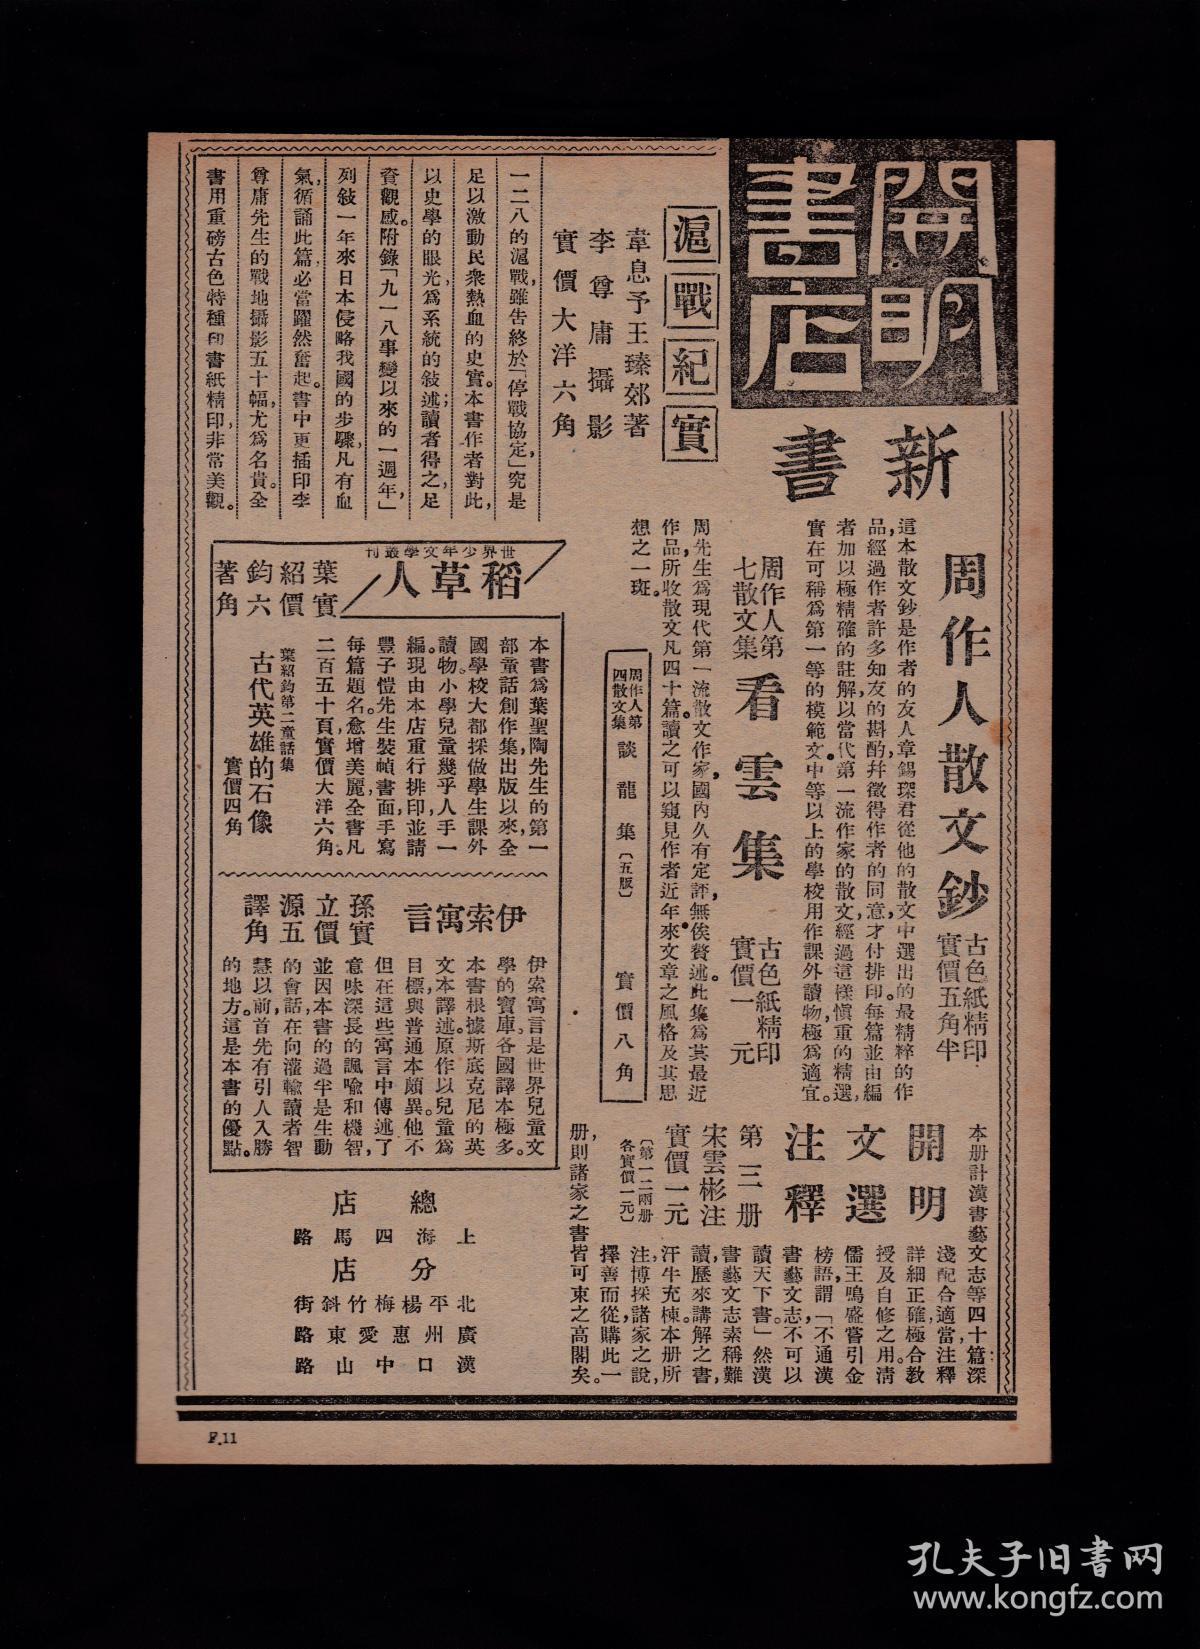 開明
書店
新書
周作人散文鈔
古色紙精印
實價五角半
這本散文鈔是作者的友人章錫琛君從他的散文中選出的最精粹的作
品，經過作者許多知友的斟酌，幷徵得作者的同意，才付排印。每篇並由編
者加以極精確的註解，以當代第一流作家的散文，經過這樣愼重的精選，
實在可稱爲第一等的模範文。中等以上的學校用作課外讀物，極爲適宜。
周作人第
七散文集
看雲集
古色紙精印
實價一元
周先生爲現代第一流散文作家，國內久有定評，無俟贅述。此集爲其最近
作品，所收散文凡四十篇，讀之可以窺見作者近年來文章之風格及其思
想之一班。
周作人第
四散文集
談龍集〔五版〕
實價八角
開明
文選
注釋
第三册
宋雲彬注
實價一元
〔第一二兩册
各實價一元〕
本册計漢書藝文志等四十篇，深
淺配合適當，注釋
詳細正確，極合教
授及自修之用。淸
儒王鳴盛嘗引金
榜語，謂「不通漢
書藝文志，不可以
讀天下書。」然漢
書藝文志素稱難
讀，歷來講解之書，
汗牛充棟，本册所
注，博採諸家之說，
擇善而從，購此一
册，則諸家之書皆可束之高閣矣。
滬戰紀實
韋息予王臻郊著
李尊庸攝影
實價大洋六角
一二八的滬戰，雖吿終於「停戰協定」，究是
足以激動民衆熱血的史實。本書作者對此，
以史學的眼光，爲系統的敍述；讀者得之，足
資觀感。附錄「九一八事變以來的一週年」，
列敍一年來日本侵略我國的步驟，凡有血
氣，循誦此篇必當躍然奮起。書中更插印李
尊庸先生的戰地攝影五十幅，尤爲名貴。全
書用重磅古色特種印書紙精印，非常美觀。
世界少年文學叢刊
稻草人
葉紹鈞著
實價六角
本書爲葉聖陶先生的第一
部童話創作集，出版以來，全
國學校大都採做學生課外
讀物，小學兒童幾乎人手一
編。現由本店重行排印，並請
豐子愷先生裝幀書面，手寫
每篇題名，愈增美麗。全書凡
二百五十頁，實價大洋六角。
葉紹鈞第二童話集
古代英雄的石像
實價四角
伊索寓言
孫立源譯
實價五角
伊索寓言是世界兒童文
學的寶庫，各國譯本極多。
本書根據斯底克尼的英
文本譯述，原作以兒童爲
目標，與普通本頗異。他不
但在這些寓言中傳述了
意味深長的諷喻和機智，
並因本書的過半是生動
的會話，在向灌輸讀者智
慧以前，首先有引人入勝
的地方。這是本書的優點。
總店
上海四馬路
分店
北平楊梅竹斜街
廣州惠愛東路
漢口中山路
F.11
孔夫子旧书网
www.kongfz.com